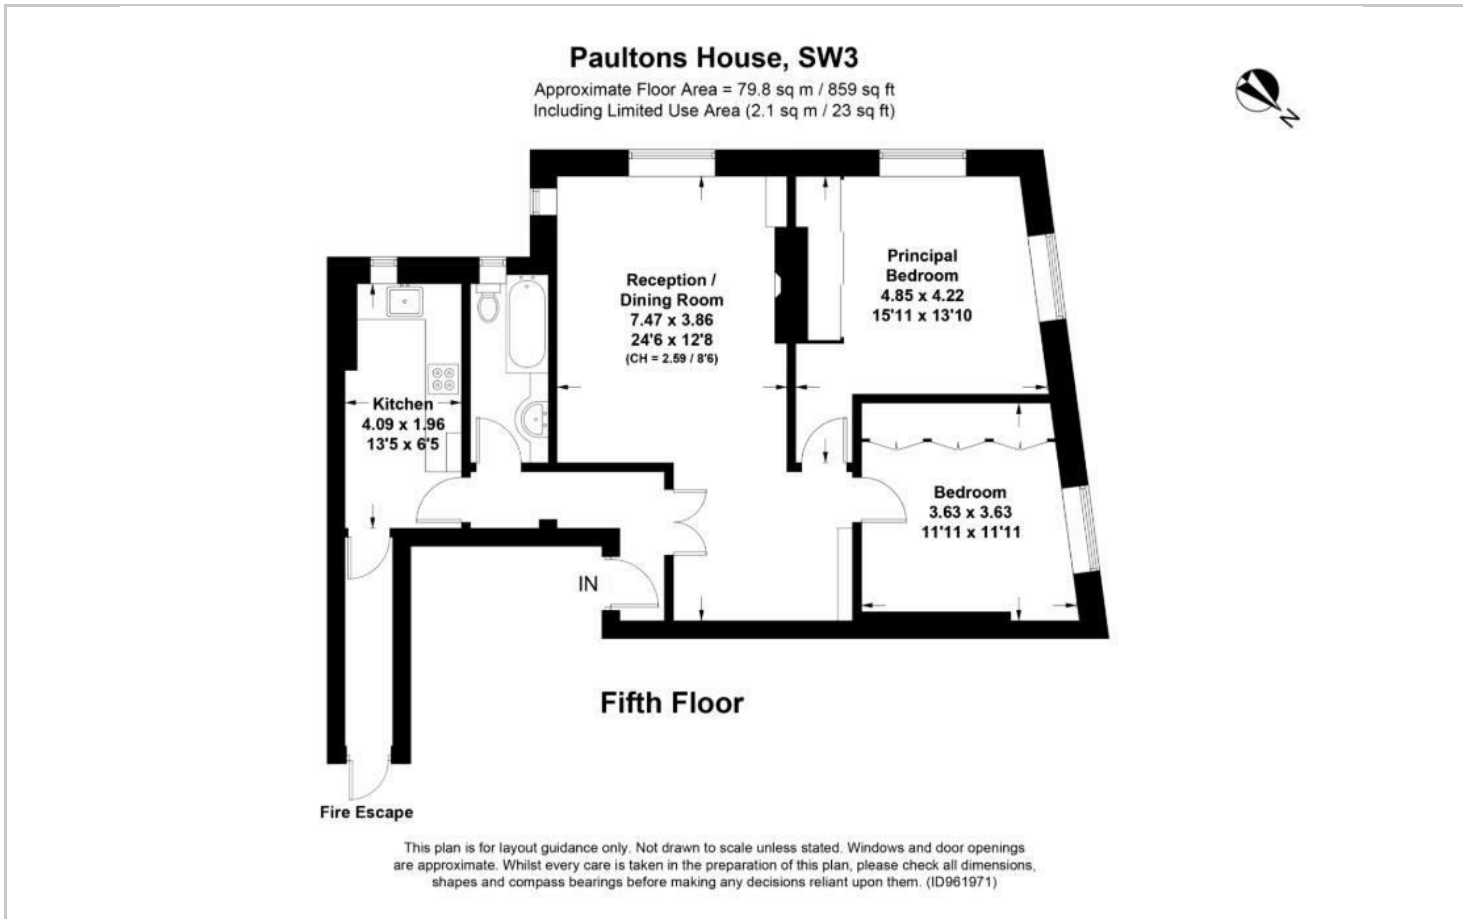 Paultons House, SW3
Approximate Floor Area = 79.8 sq m / 859 sq ft
Including Limited Use Area (2.1 sq m / 23 sq ft)
N
Reception /
Dining Room
7.47 x 3.86
24'6 x 12'8
(CH = 2.59 / 8'6)
Principal
Bedroom
4.85 x 4.22
15'11 x 13'10
Kitchen
4.09 x 1.96
13'5 x 6'5
Bedroom
3.63 x 3.63
11'11 x 11'11
IN
Fifth Floor
Fire Escape
This plan is for layout guidance only. Not drawn to scale unless stated. Windows and door openings
are approximate. Whilst every care is taken in the preparation of this plan, please check all dimensions,
shapes and compass bearings before making any decisions reliant upon them. (ID961971)